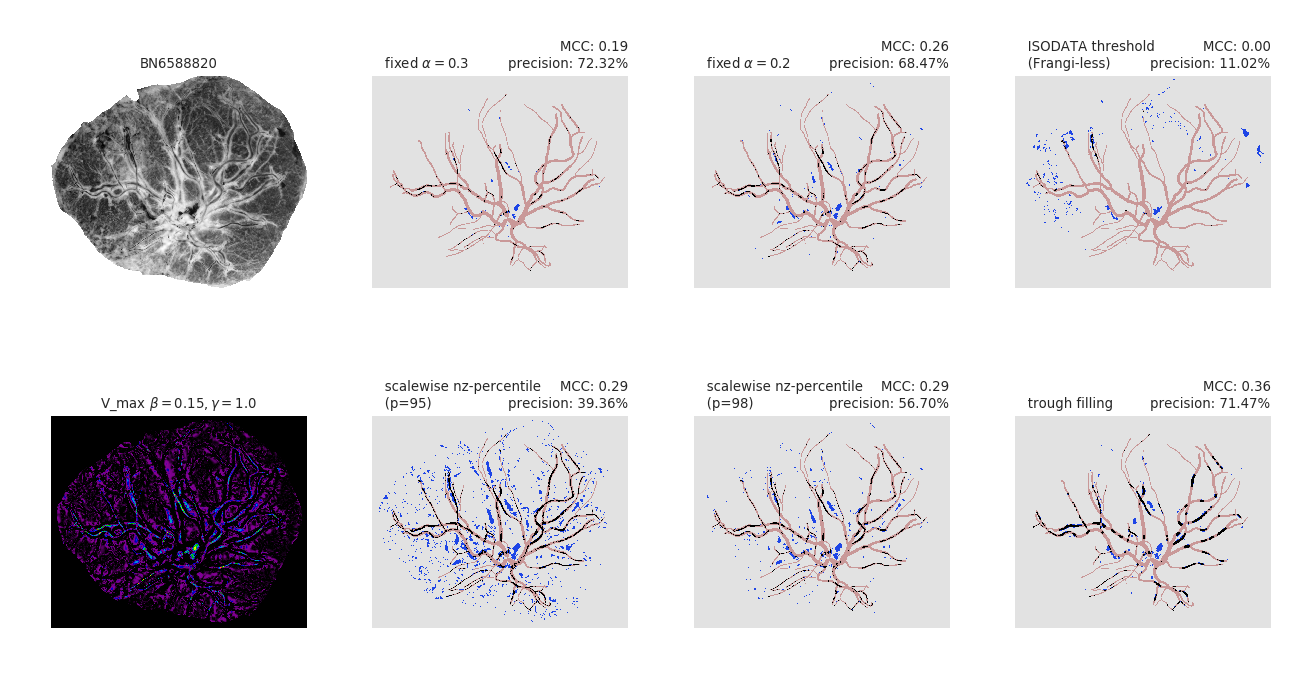 BN6588820
MCC: 0.19
fixed α = 0.3 precision: 72.32%
MCC: 0.26
fixed α = 0.2 precision: 68.47%
ISODATA threshold MCC: 0.00
(Frangi-less) precision: 11.02%
V_max β = 0.15, γ = 1.0
scalewise nz-percentile MCC: 0.29
(p=95) precision: 39.36%
scalewise nz-percentile MCC: 0.29
(p=98) precision: 56.70%
MCC: 0.36
trough filling precision: 71.47%